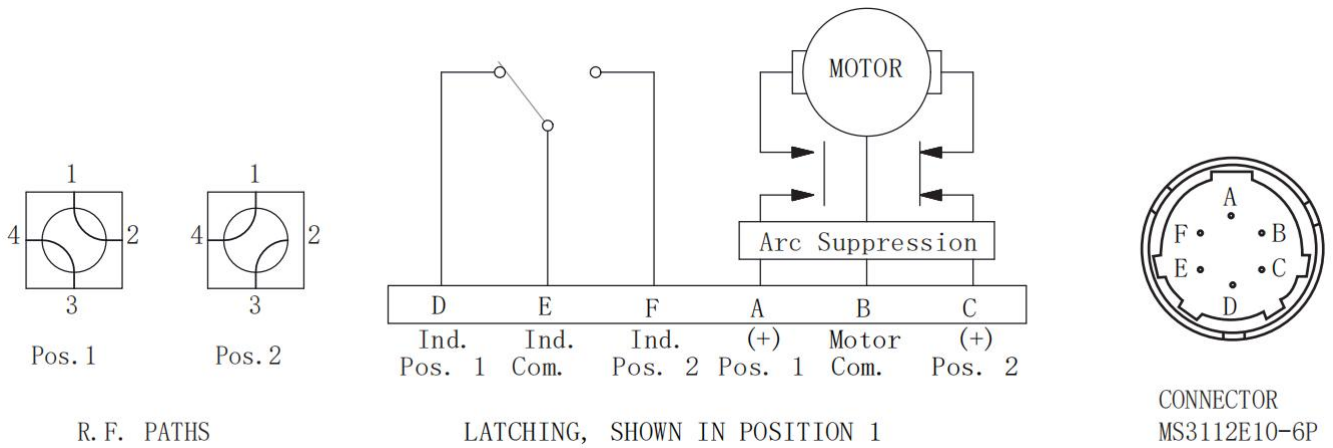 1
4 2
3
Pos. 1
1
4 2
3
Pos. 2
R.F. PATHS
MOTOR
Arc Suppression
D E F A B C
Ind. Ind. Ind. (+) Motor (+)
Pos. 1 Com. Pos. 2 Pos. 1 Com. Pos. 2
LATCHING, SHOWN IN POSITION 1
A
F B
E C
D
CONNECTOR
MS3112E10-6P